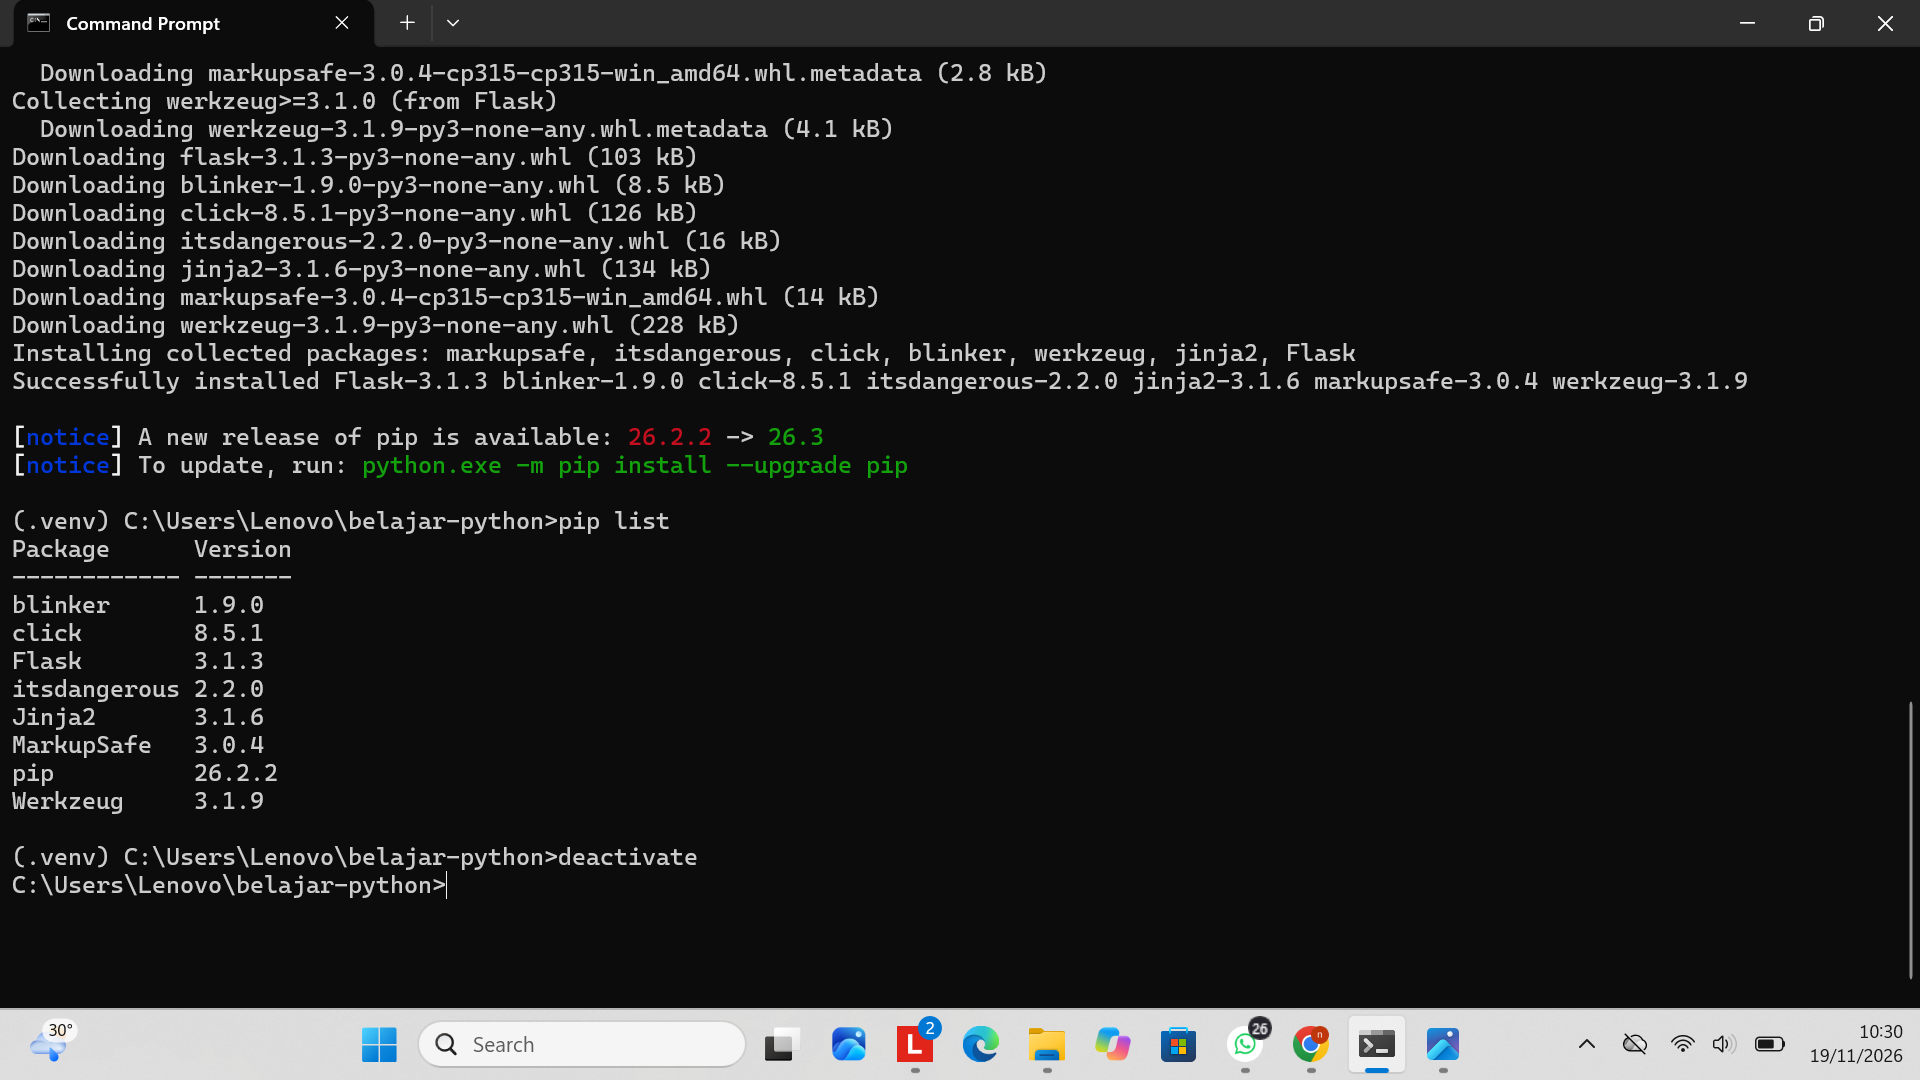 Command Prompt
Downloading markupsafe-3.0.4-cp315-cp315-win_amd64.whl.metadata (2.8 kB)
Collecting werkzeug>=3.1.0 (from Flask)
Downloading werkzeug-3.1.9-py3-none-any.whl.metadata (4.1 kB)
Downloading flask-3.1.3-py3-none-any.whl (103 kB)
Downloading blinker-1.9.0-py3-none-any.whl (8.5 kB)
Downloading click-8.5.1-py3-none-any.whl (126 kB)
Downloading itsdangerous-2.2.0-py3-none-any.whl (16 kB)
Downloading jinja2-3.1.6-py3-none-any.whl (134 kB)
Downloading markupsafe-3.0.4-cp315-cp315-win_amd64.whl (14 kB)
Downloading werkzeug-3.1.9-py3-none-any.whl (228 kB)
Installing collected packages: markupsafe, itsdangerous, click, blinker, werkzeug, jinja2, Flask
Successfully installed Flask-3.1.3 blinker-1.9.0 click-8.5.1 itsdangerous-2.2.0 jinja2-3.1.6 markupsafe-3.0.4 werkzeug-3.1.9
[notice] A new release of pip is available: 26.2.2 -> 26.3
[notice] To update, run: python.exe -m pip install --upgrade pip
(.venv) C:\Users\Lenovo\belajar-python>pip list
Package      Version
------------ -------
blinker      1.9.0
click        8.5.1
Flask        3.1.3
itsdangerous 2.2.0
Jinja2       3.1.6
MarkupSafe   3.0.4
pip          26.2.2
Werkzeug     3.1.9
(.venv) C:\Users\Lenovo\belajar-python>deactivate
C:\Users\Lenovo\belajar-python>
30°
Search
L
2
26
n
10:30
19/11/2026